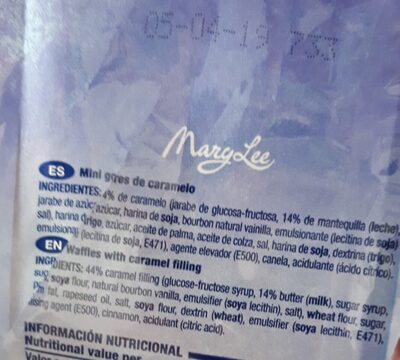 05-04-19 733
MaryLee
ES Mini gofres de caramelo
INGREDIENTES: 4% de caramelo (jarabe de glucosa-fructosa, 14% de mantequilla (leche),
jarabe de azúcar, azúcar, harina de soja, bourbon natural vainilla, emulsionante (lecitina de soja)
sal), harina trigo, azúcar, aceite de palma, aceite de colza, sal, harina de soja, dextrina (trigo),
emulsionante (lecitina de soja, E471), agente elevador (E500), canela, acidulante (ácido cítrico).
EN Waffles with caramel filling
INGREDIENTS: 44% caramel filling (glucose-fructose syrup, 14% butter (milk), sugar syrup,
sug, soya flour, natural bourbon vanilla, emulsifier (soya lecithin), salt), wheat flour, sugar,
fat, rapeseed oil, salt, soya flour, dextrin (wheat), emulsifier (soya lecithin, E471),
ising agent (E500), cinnamon, acidulant (citric acid).
INFORMACIÓN NUTRICIONAL
Nutritional value per
Valor